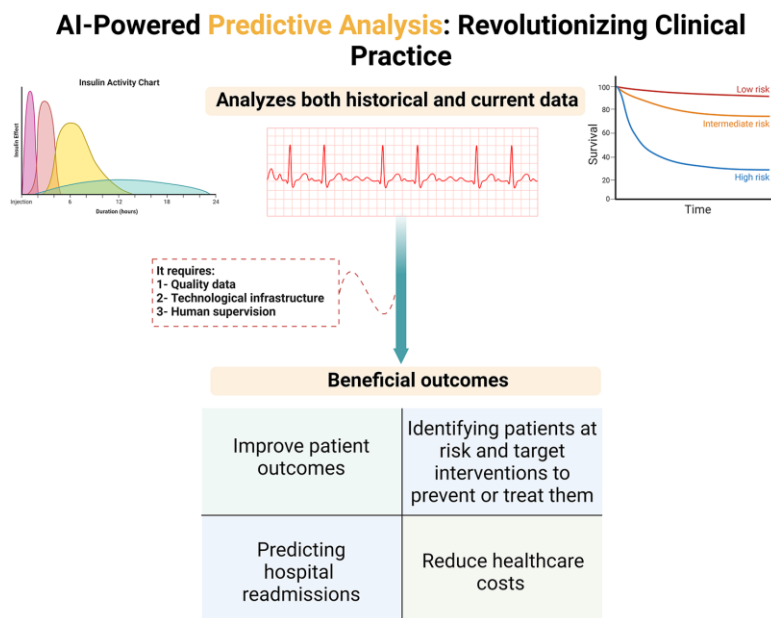 AI-Powered Predictive Analysis: Revolutionizing Clinical
Practice
Insulin Activity Chart
Insulin Effect
Injection
6
12
18
24
Duration (hours)
Analyzes both historical and current data
100
80
60
40
20
0
Survival
Low risk
Intermediate risk
High risk
Time
It requires:
1- Quality data
2- Technological infrastructure
3- Human supervision
Beneficial outcomes
Improve patient
outcomes
Identifying patients at
risk and target
interventions to
prevent or treat them
Predicting
hospital
readmissions
Reduce healthcare
costs